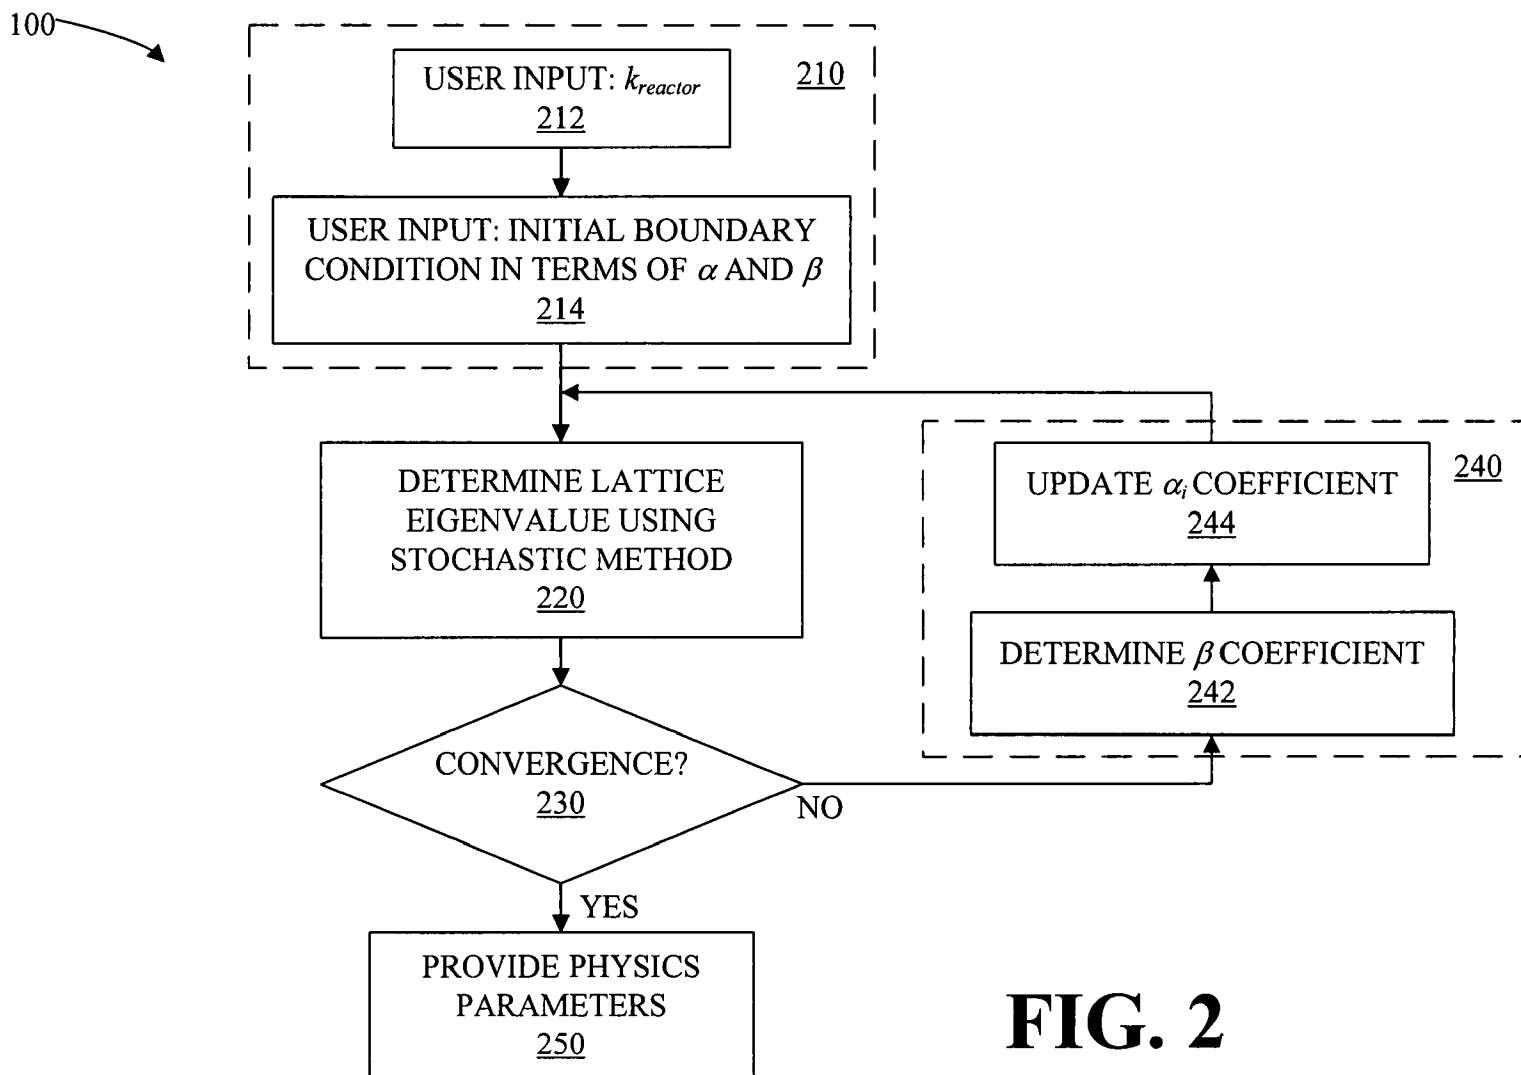 100
210
USER INPUT: k_reactor
212
USER INPUT: INITIAL BOUNDARY
CONDITION IN TERMS OF α AND β
214
DETERMINE LATTICE
EIGENVALUE USING
STOCHASTIC METHOD
220
240
UPDATE α_i COEFFICIENT
244
DETERMINE β COEFFICIENT
242
CONVERGENCE?
230
NO
YES
PROVIDE PHYSICS
PARAMETERS
250
FIG. 2